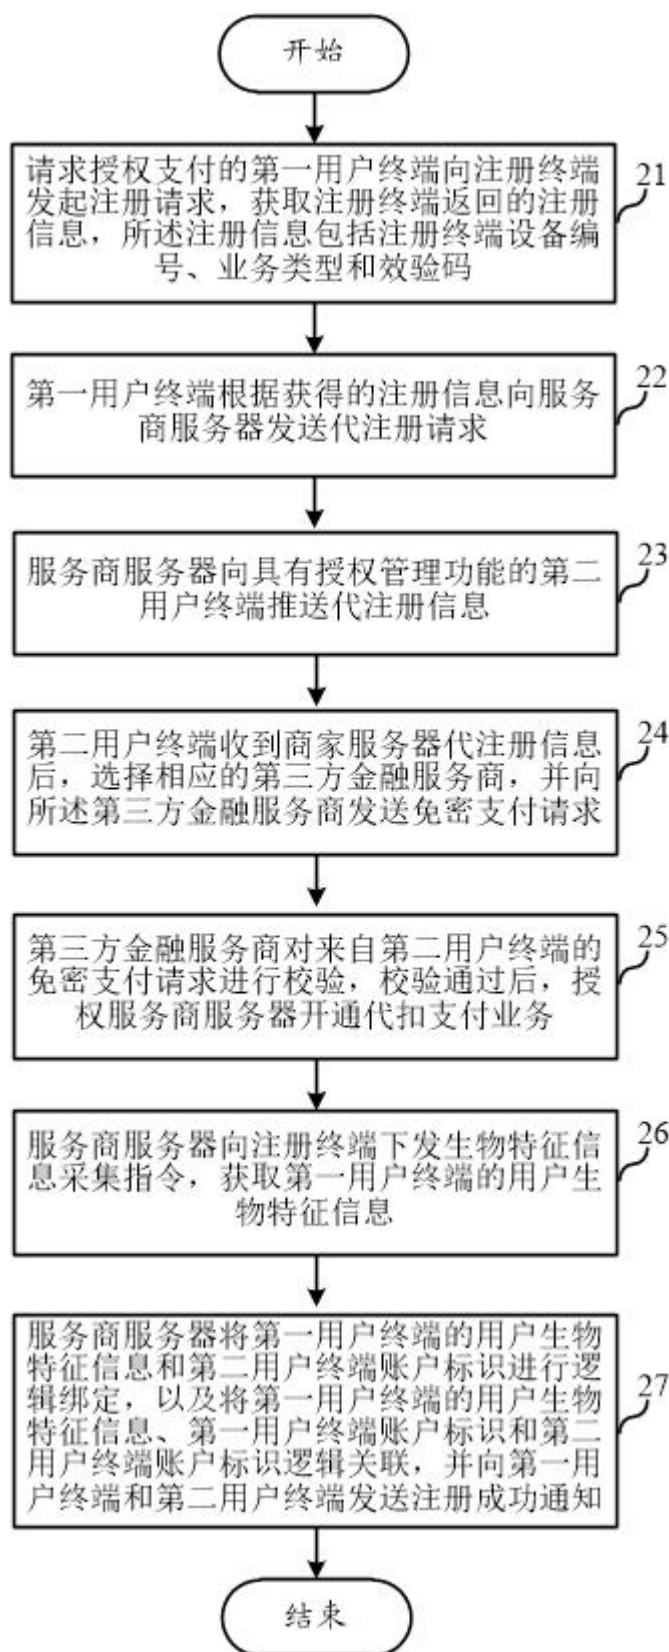 开始
请求授权支付的第一用户终端向注册终端
发起注册请求，获取注册终端返回的注册
信息，所述注册信息包括注册终端设备编
号、业务类型和效验码
21
第一用户终端根据获得的注册信息向服务
商服务器发送代注册请求
22
服务商服务器向具有授权管理功能的第二
用户终端推送代注册信息
23
第二用户终端收到商家服务器代注册信息
后，选择相应的第三方金融服务商，并向
所述第三方金融服务商发送免密支付请求
24
第三方金融服务商对来自第二用户终端的
免密支付请求进行校验，校验通过后，授
权服务商服务器开通代扣支付业务
25
服务商服务器向注册终端下发生物特征信
息采集指令，获取第一用户终端的用户生
物特征信息
26
服务商服务器将第一用户终端的用户生物
特征信息和第二用户终端账户标识进行逻
辑绑定，以及将第一用户终端的用户生物
特征信息、第一用户终端账户标识和第二
用户终端账户标识逻辑关联，并向第一用
户终端和第二用户终端发送注册成功通知
27
结束